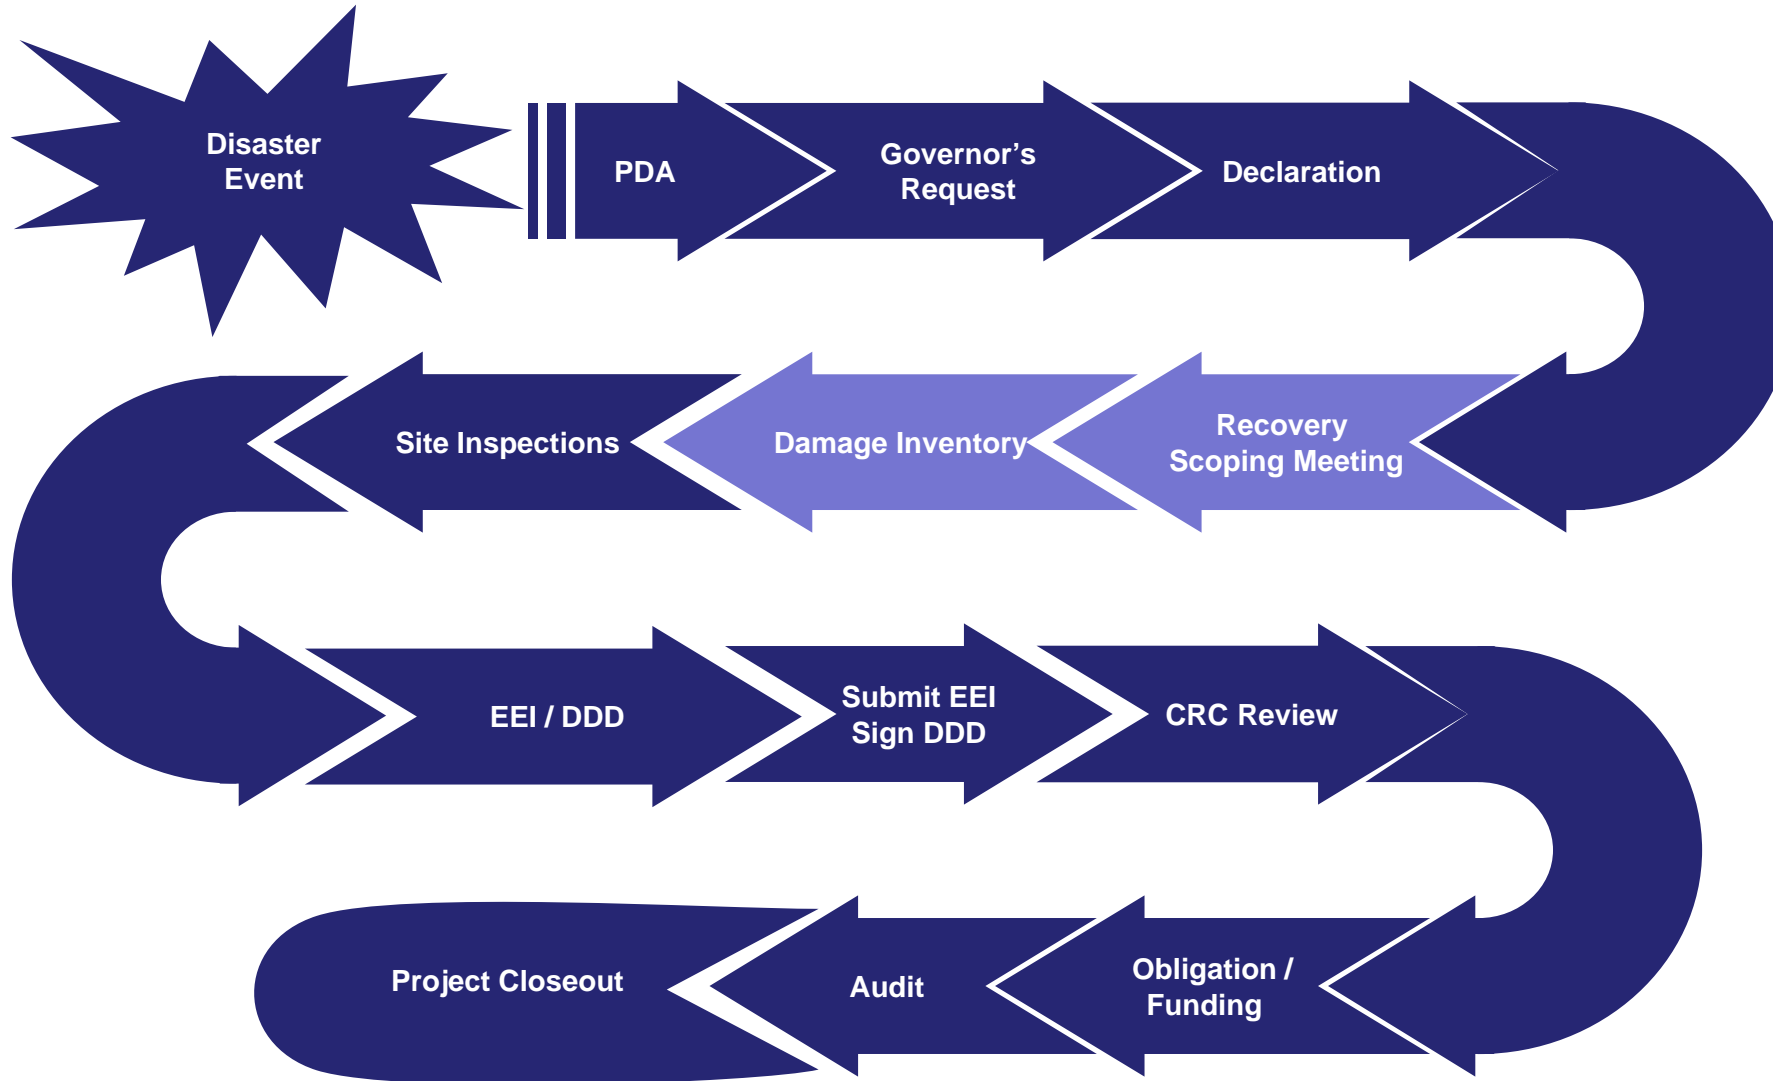 Disaster
Event
PDA
Governor’s
Request
Declaration
Recovery
Scoping Meeting
Damage Inventory
Site Inspections
EEI / DDD
Submit EEI
Sign DDD
CRC Review
Obligation /
Funding
Audit
Project Closeout